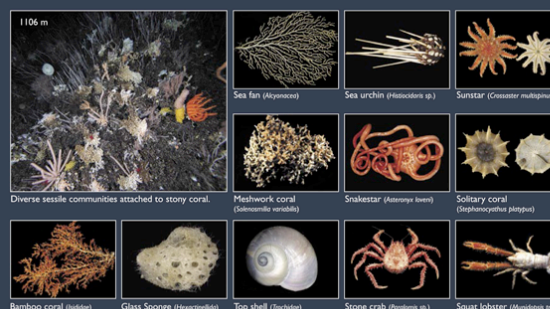 1106 m
Sea fan (Alcyonacea)
Sea urchin (Histiocidaris sp.)
Sunstar (Crossaster multispinus
Diverse sessile communities attached to stony coral.
Meshwork coral
(Solenosmilia variabilis)
Snakestar (Asteronyx loveni)
Solitary coral
(Stephanocyathus platypus)
Bamboo coral (Isididae)
Glass Sponge (Hexactinellida)
Top shell (Trochidae)
Stone crab (Paralomis sp.)
Squat lobster (Munidopsis